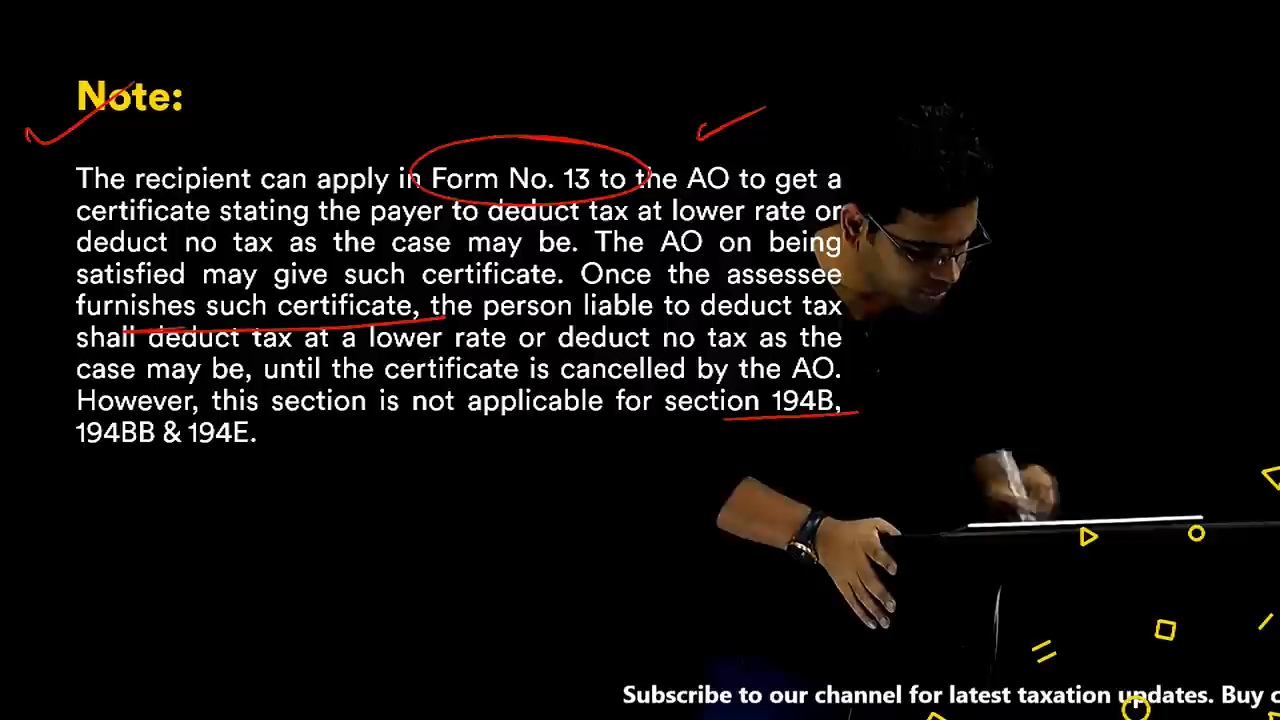 Note:
The recipient can apply in Form No. 13 to the AO to get a
certificate stating the payer to deduct tax at lower rate or
deduct no tax as the case may be. The AO on being
satisfied may give such certificate. Once the assessee
furnishes such certificate, the person liable to deduct tax
shall deduct tax at a lower rate or deduct no tax as the
case may be, until the certificate is cancelled by the AO.
However, this section is not applicable for section 194B,
194BB & 194E.
Subscribe to our channel for latest taxation updates. Buy